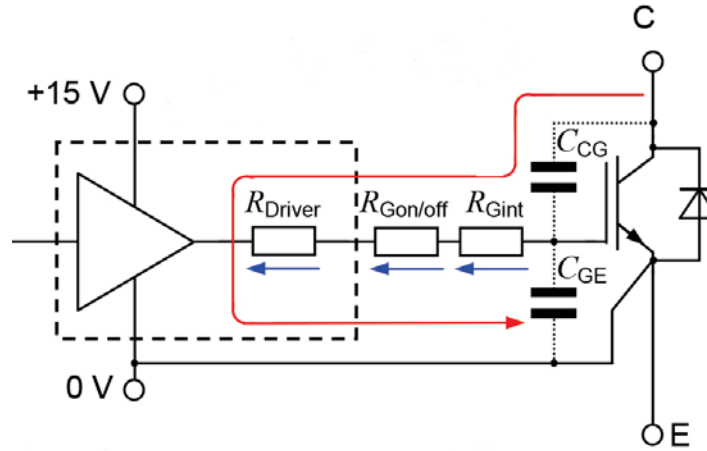 C
+15 V
C_CG
R_Driver
R_Gon/off
R_Gint
C_GE
0 V
E